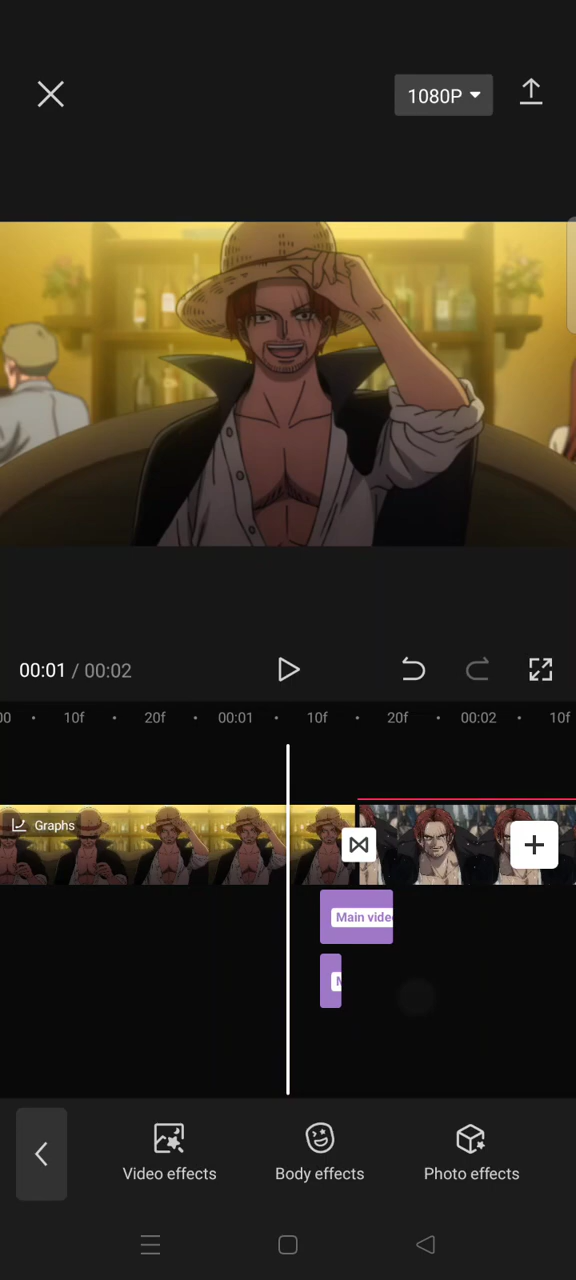 1080P
00:01 / 00:02
00 10f 20f 00:01 10f 20f 00:02 10f
Graphs
Main vide
Video effects Body effects Photo effects